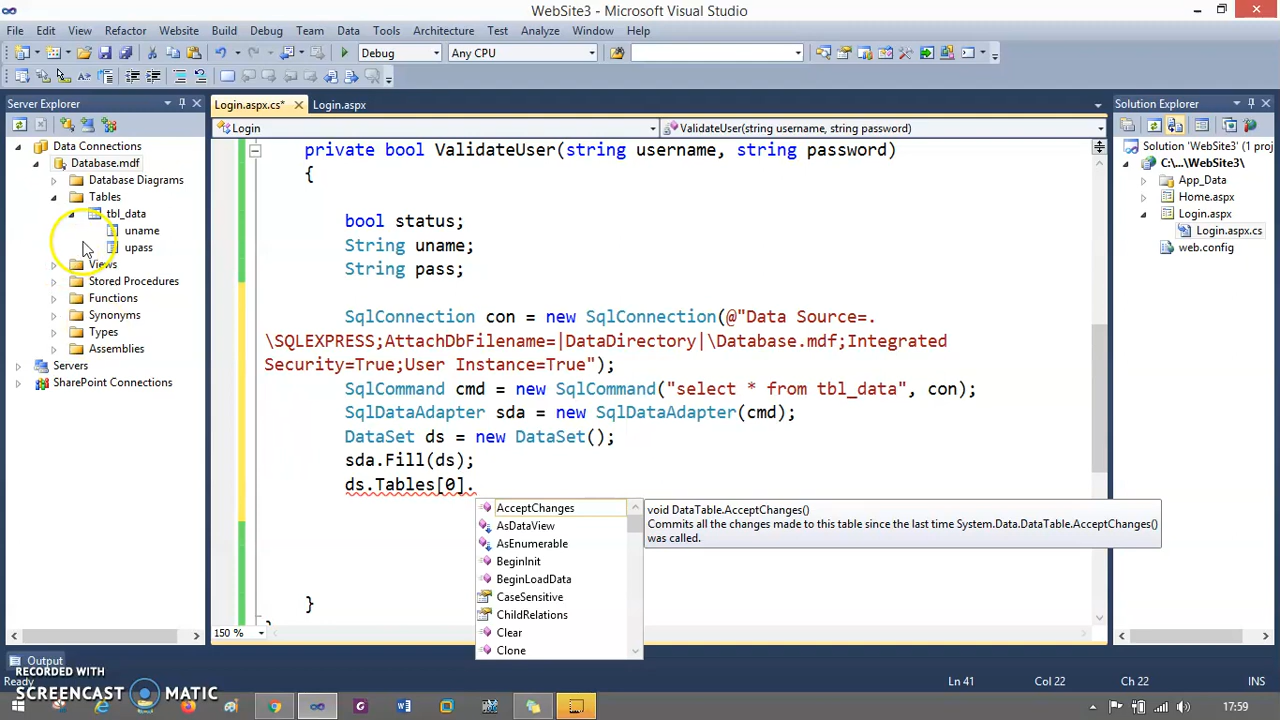 WebSite3 - Microsoft Visual Studio
File Edit View Refactor Website Build Debug Team Data Tools Architecture Test Analyze Window Help
Debug Any CPU
Server Explorer
Login.aspx.cs* Login.aspx
Solution Explorer
Login ValidateUser(string username, string password)
Data Connections
Database.mdf
Database Diagrams
Tables
tbl_data
uname
upass
Views
Stored Procedures
Functions
Synonyms
Types
Assemblies
Servers
SharePoint Connections
private bool ValidateUser(string username, string password)
{
bool status;
String uname;
String pass;
SqlConnection con = new SqlConnection(@"Data Source=.
\SQLEXPRESS;AttachDbFilename=|DataDirectory|\Database.mdf;Integrated
Security=True;User Instance=True");
SqlCommand cmd = new SqlCommand("select * from tbl_data", con);
SqlDataAdapter sda = new SqlDataAdapter(cmd);
DataSet ds = new DataSet();
sda.Fill(ds);
ds.Tables[0].
}
AcceptChanges
AsDataView
AsEnumerable
BeginInit
BeginLoadData
CaseSensitive
ChildRelations
Clear
Clone
void DataTable.AcceptChanges()
Commits all the changes made to this table since the last time System.Data.DataTable.AcceptChanges()
was called.
Solution 'WebSite3' (1 proj
C:\...\WebSite3\
App_Data
Home.aspx
Login.aspx
Login.aspx.cs
web.config
150 %
Output
Ready
Ln 41 Col 22 Ch 22 INS
RECORDED WITH
SCREENCAST MATIC
17:59